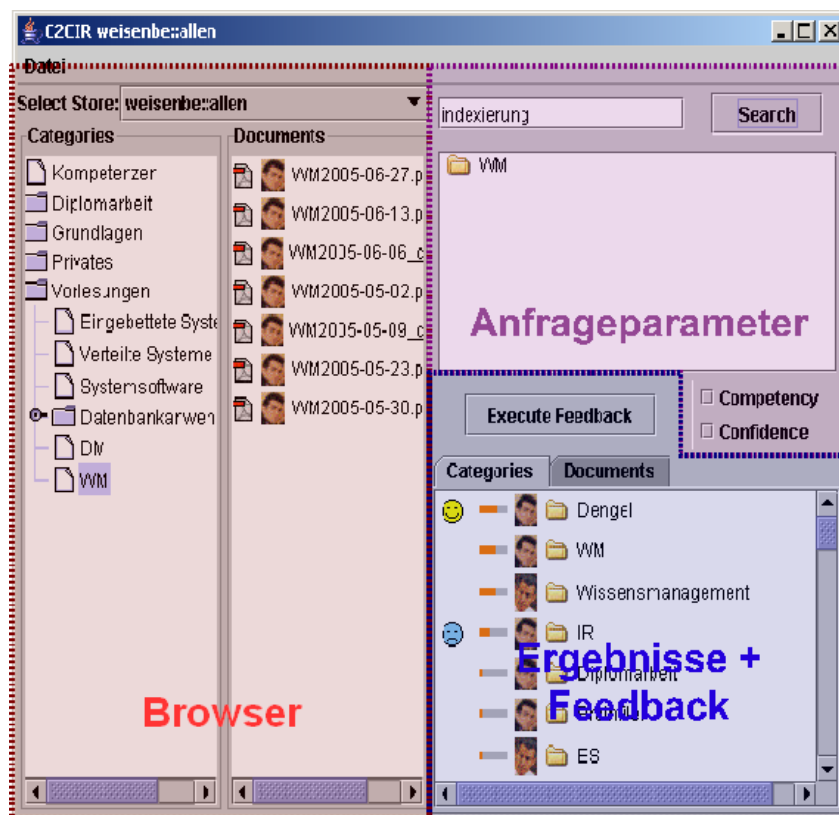 C2CIR weisenbe::allen
Datei
Select Store: weisenbe::allen
Categories
Kompetenzen
Diplomarbeit
Grundlagen
Privates
Vorlesungen
Eingebettete Syste
Verteilte Systeme
Systemsoftware
Datenbankanwen
DM
WM
Documents
WM2005-06-27.p
WM2005-06-13.p
WM2005-06-06_c
WM2005-05-02.p
WM2005-05-09_c
WM2005-05-23.p
WM2005-05-30.p
Browser
indexierung
Search
WM
Anfrageparameter
Competency
Confidence
Execute Feedback
Categories Documents
Dengel
WM
Wissensmanagement
IR
Diplomarbeit
ES
Ergebnisse +
Feedback